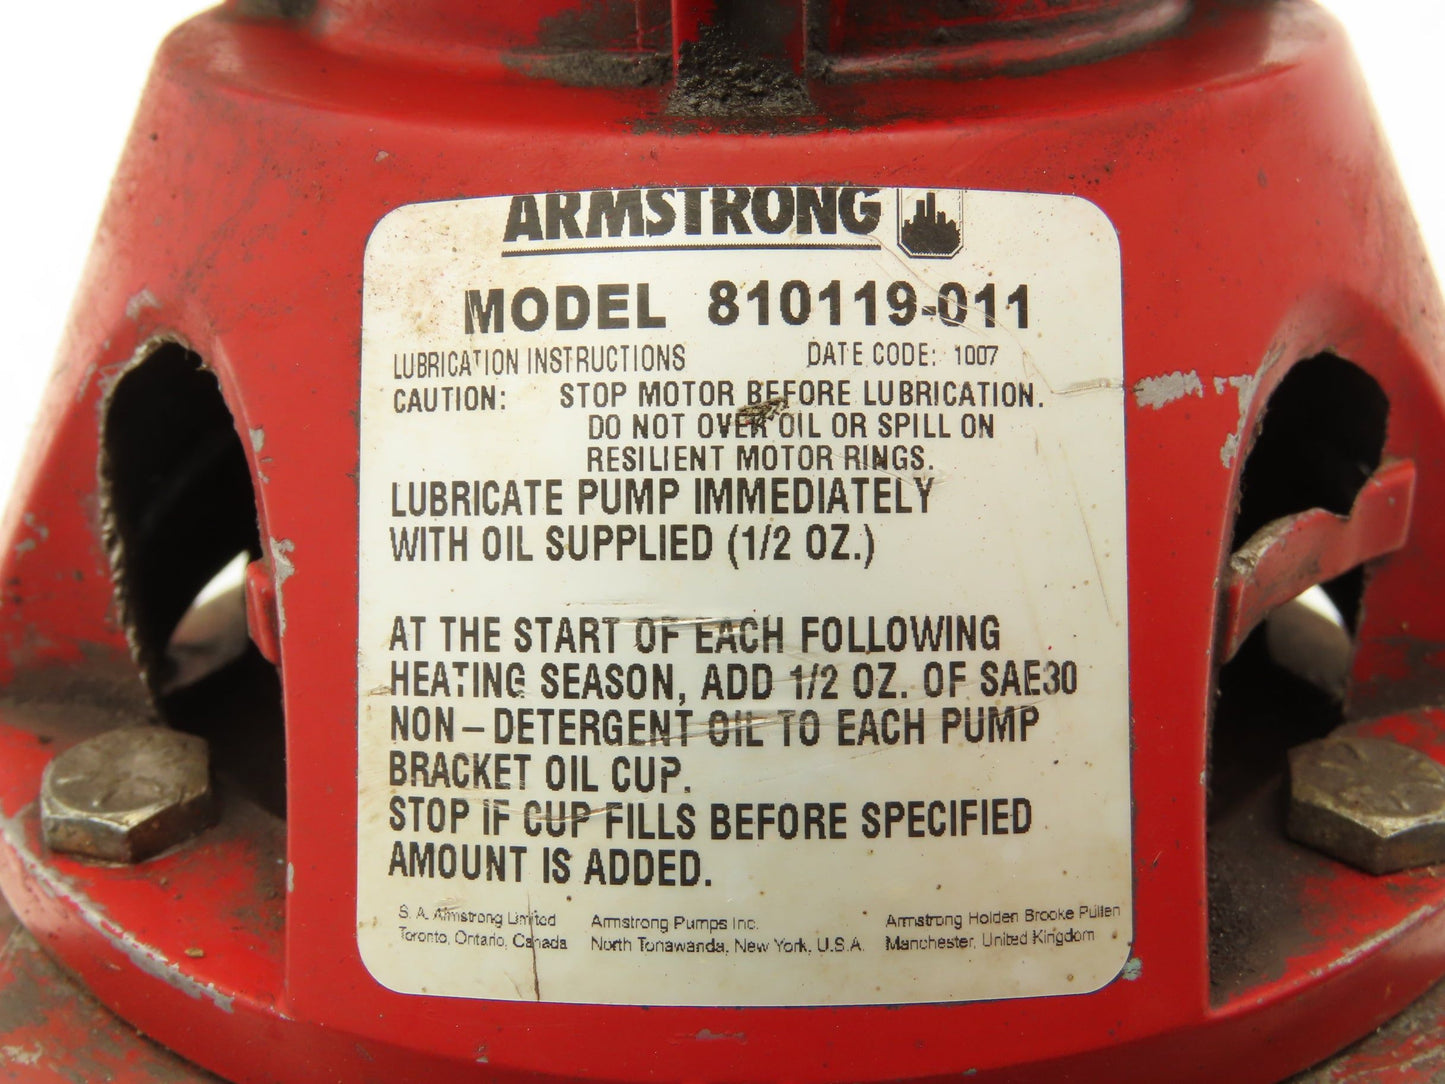 ARMSTRONG
MODEL 810119-011
LUBRICATION INSTRUCTIONS DATE CODE: 1007
CAUTION: STOP MOTOR BEFORE LUBRICATION.
DO NOT OVER OIL OR SPILL ON
RESILIENT MOTOR RINGS.
LUBRICATE PUMP IMMEDIATELY
WITH OIL SUPPLIED (1/2 OZ.)
AT THE START OF EACH FOLLOWING
HEATING SEASON, ADD 1/2 OZ. OF SAE30
NON-DETERGENT OIL TO EACH PUMP
BRACKET OIL CUP.
STOP IF CUP FILLS BEFORE SPECIFIED
AMOUNT IS ADDED.
S. A. Armstrong Limited
Toronto, Ontario, Canada
Armstrong Pumps Inc.
North Tonawanda, New York, U.S.A.
Armstrong Holden Brooke Pullen
Manchester, United Kingdom